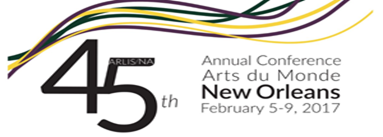 ARLIS/NA
45th
Annual Conference
Arts du Monde
New Orleans
February 5-9, 2017